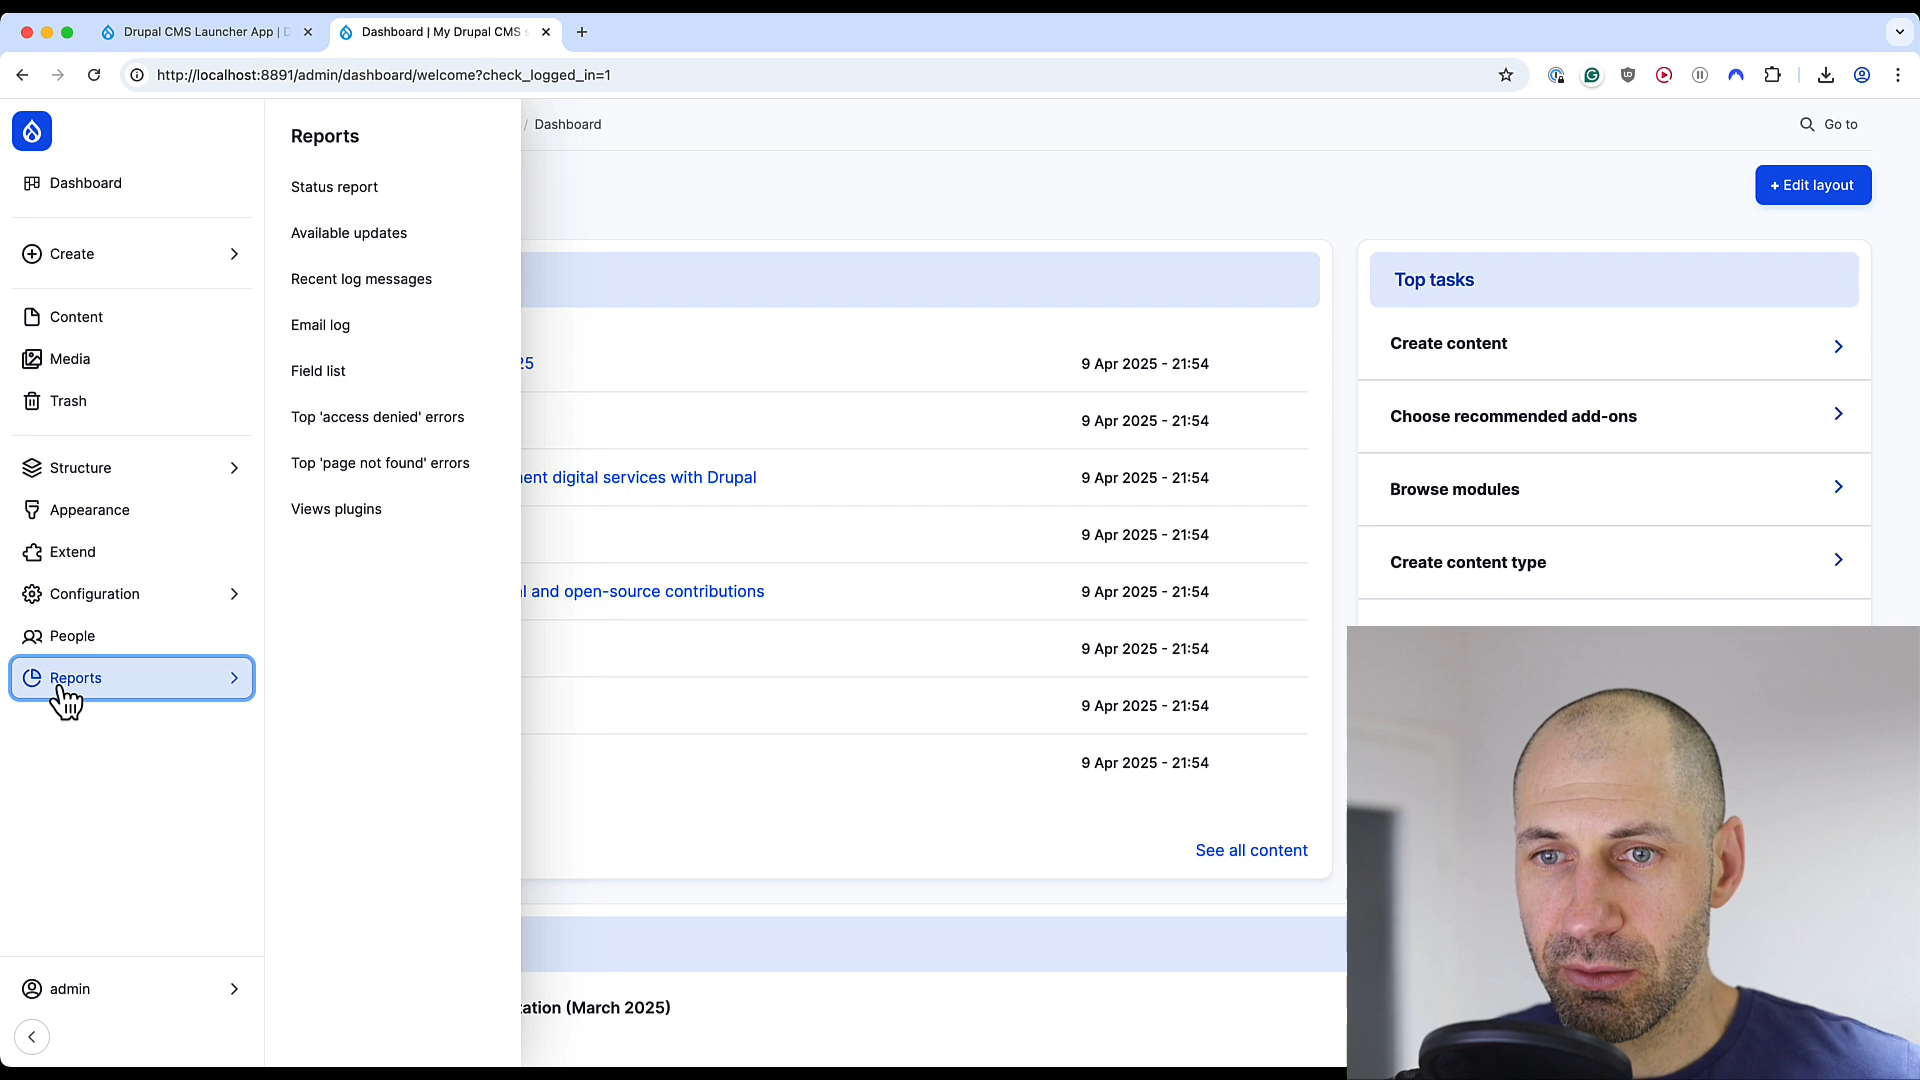 Drupal CMS Launcher App | D
Dashboard | My Drupal CMS s
http://localhost:8891/admin/dashboard/welcome?check_logged_in=1
Dashboard
Create
Content
Media
Trash
Structure
Appearance
Extend
Configuration
People
Reports
admin
Reports
Status report
Available updates
Recent log messages
Email log
Field list
Top 'access denied' errors
Top 'page not found' errors
Views plugins
/ Dashboard
Go to
+ Edit layout
25 9 Apr 2025 - 21:54
9 Apr 2025 - 21:54
ent digital services with Drupal 9 Apr 2025 - 21:54
9 Apr 2025 - 21:54
l and open-source contributions 9 Apr 2025 - 21:54
9 Apr 2025 - 21:54
9 Apr 2025 - 21:54
9 Apr 2025 - 21:54
See all content
tation (March 2025)
Top tasks
Create content
Choose recommended add-ons
Browse modules
Create content type